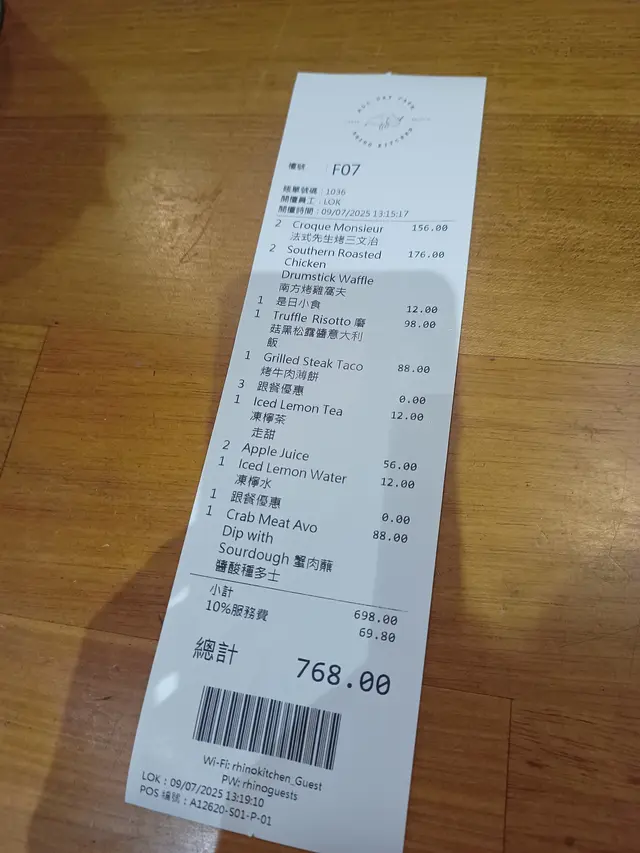 ALL DAY CAFE
RHINO KITCHEN
檯號 : F07
賬單號碼 : 1036
開檯員工 : LOK
開檯時間 : 09/07/2025 13:15:17
2 Croque Monsieur 156.00
法式先生烤三文治
2 Southern Roasted 176.00
Chicken
Drumstick Waffle
南方烤雞窩夫
1 是日小食 12.00
1 Truffle Risotto 磨 98.00
菇黑松露醬意大利
飯
1 Grilled Steak Taco 88.00
烤牛肉薄餅
3 跟餐優惠 0.00
1 Iced Lemon Tea 12.00
凍檸茶
走甜
2 Apple Juice 56.00
1 Iced Lemon Water 12.00
凍檸水
1 跟餐優惠 0.00
1 Crab Meat Avo 88.00
Dip with
Sourdough 蟹肉蘸
醬酸種多士
小計 698.00
10%服務費 69.80
總計 768.00
Wi-Fi: rhinokitchen_Guest
PW: rhinoguests
LOK : 09/07/2025 13:19:10
POS 編號 : A12620-S01-P-01